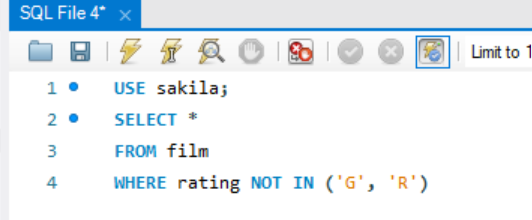 SQL File 4*
Limit to 1
1 USE sakila;
2 SELECT *
3 FROM film
4 WHERE rating NOT IN ('G', 'R')